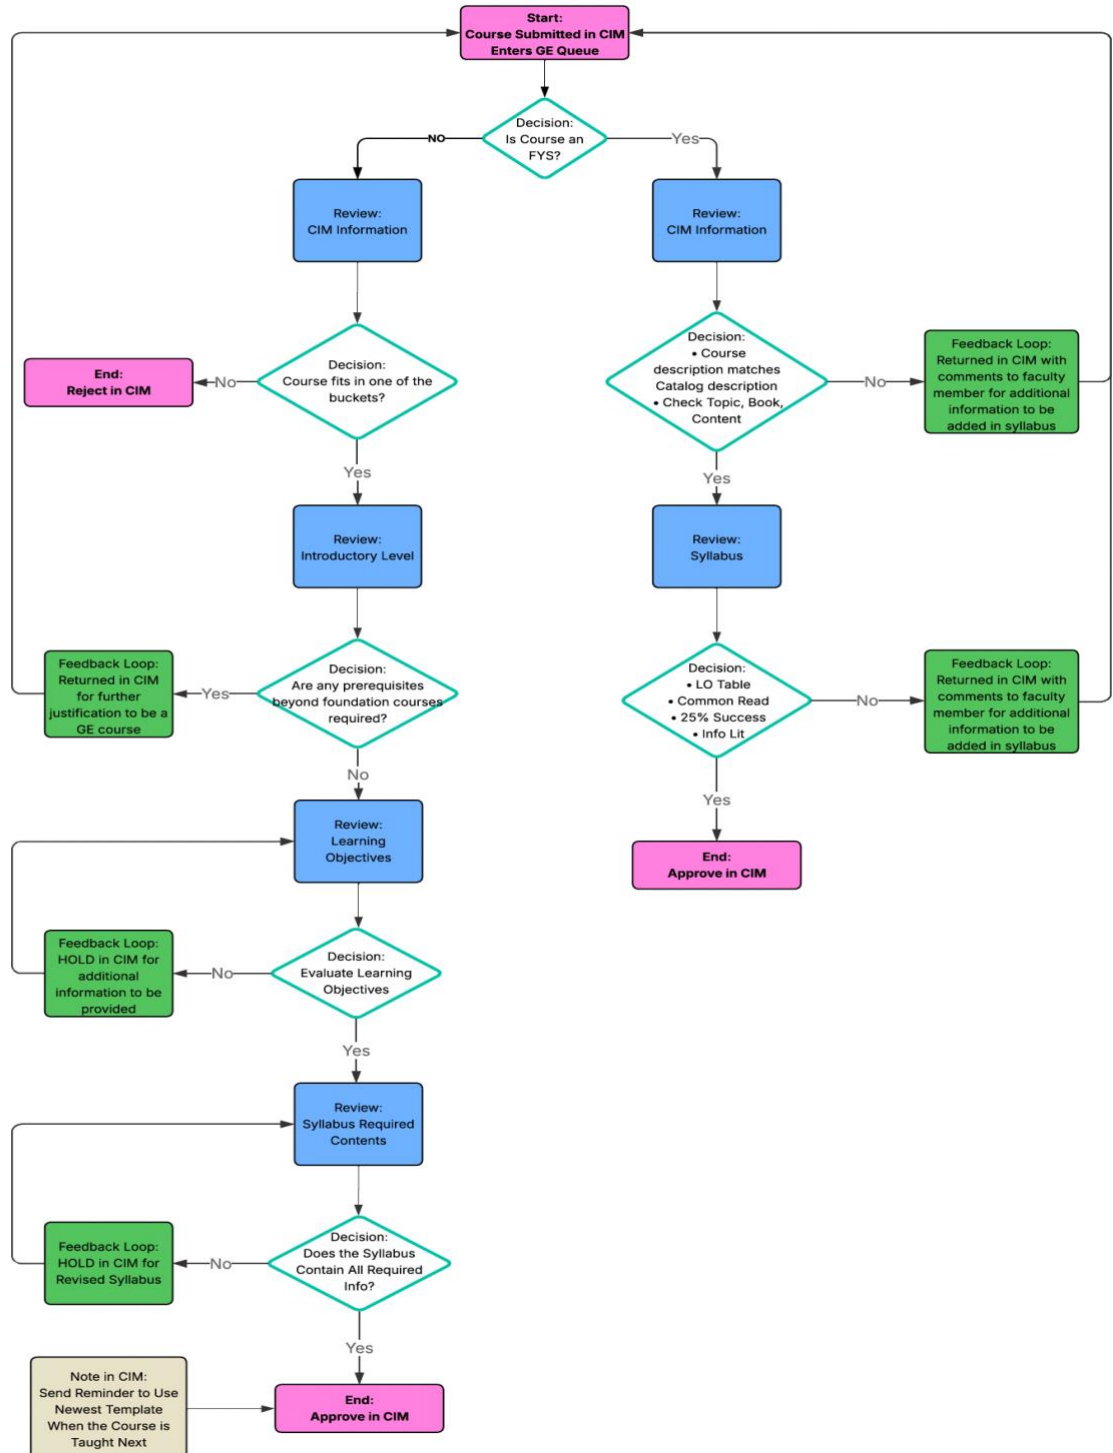 Start:
Course Submitted in CIM
Enters GE Queue
Decision:
Is Course an
FYS?
NO
Yes
Review:
CIM Information
Review:
CIM Information
Decision:
Course fits in one of the
buckets?
No
End:
Reject in CIM
Decision:
• Course
description matches
Catalog description
• Check Topic, Book,
Content
No
Feedback Loop:
Returned in CIM with
comments to faculty
member for additional
information to be
added in syllabus
Yes
Yes
Review:
Introductory Level
Review:
Syllabus
Decision:
Are any prerequisites
beyond foundation courses
required?
Yes
Feedback Loop:
Returned in CIM
for further
justification to be a
GE course
Decision:
• LO Table
• Common Read
• 25% Success
• Info Lit
No
Feedback Loop:
Returned in CIM with
comments to faculty
member for additional
information to be
added in syllabus
No
Yes
Review:
Learning
Objectives
End:
Approve in CIM
Decision:
Evaluate Learning
Objectives
No
Feedback Loop:
HOLD in CIM for
additional
information to be
provided
Yes
Review:
Syllabus Required
Contents
Decision:
Does the Syllabus
Contain All Required
Info?
No
Feedback Loop:
HOLD in CIM for
Revised Syllabus
Yes
Note in CIM:
Send Reminder to Use
Newest Template
When the Course is
Taught Next
End:
Approve in CIM